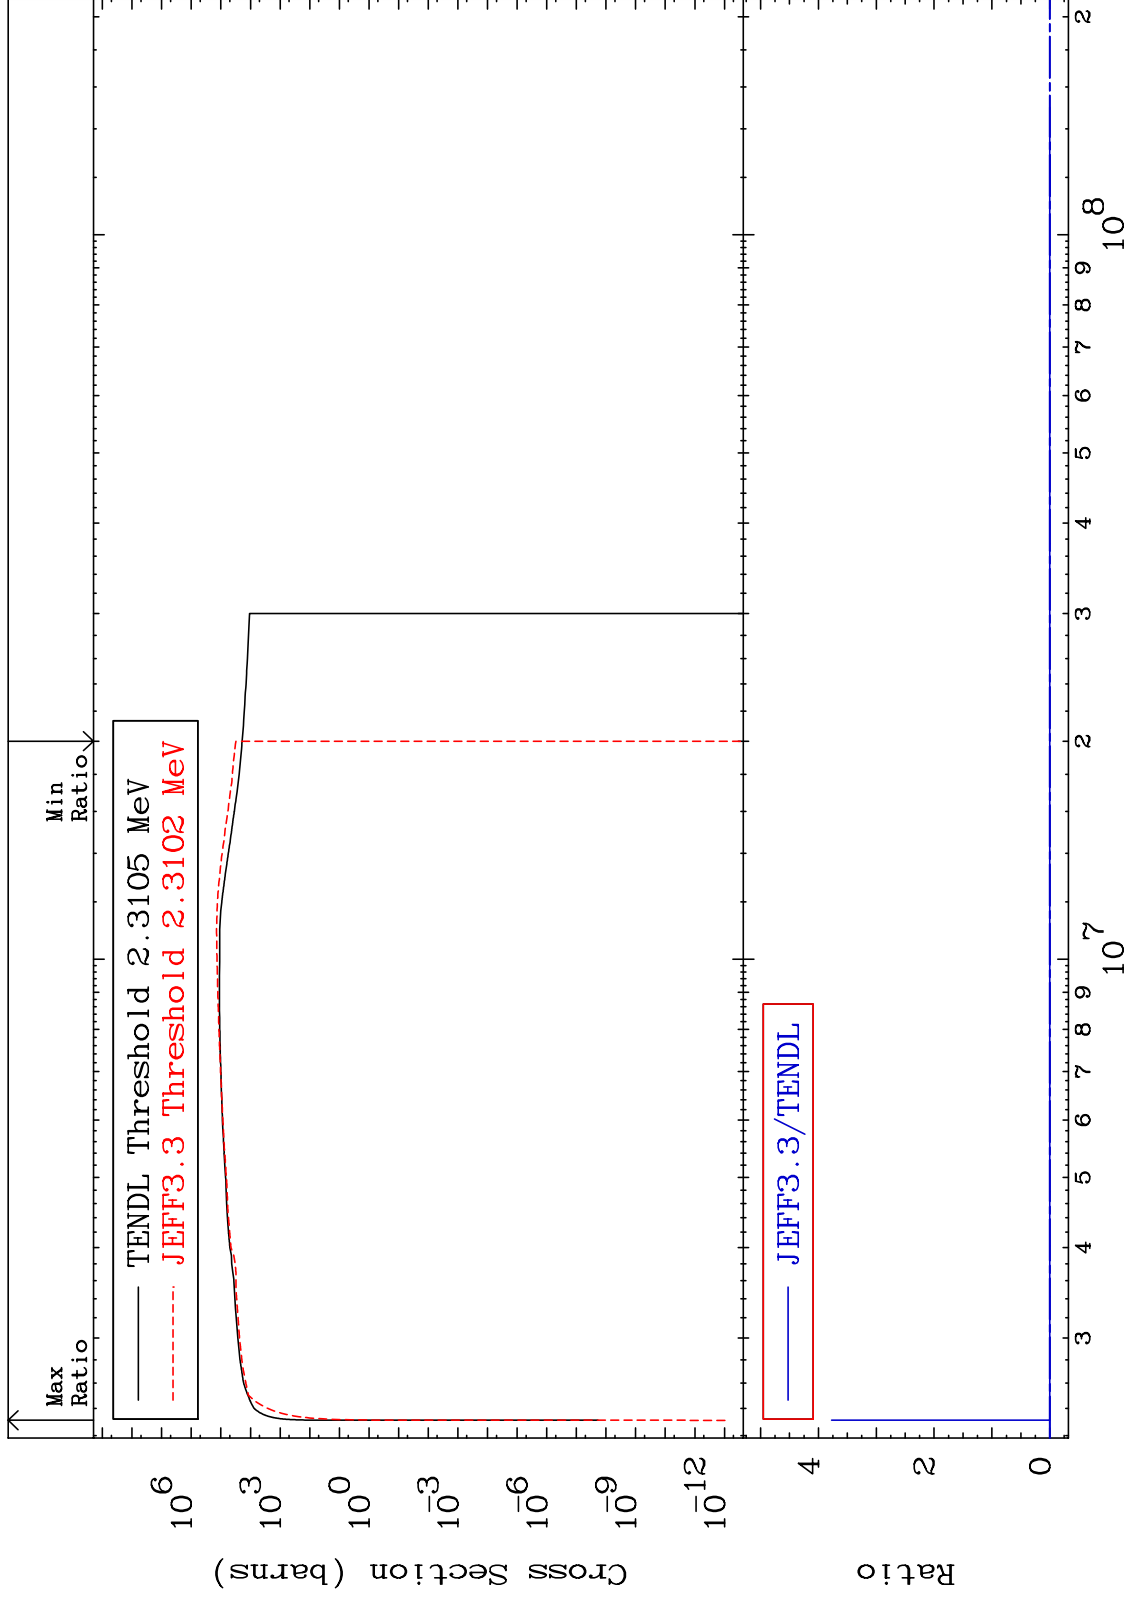 Max
Ratio
Min
Ratio
TENDL Threshold 2.3105 MeV
JEFF3.3 Threshold 2.3102 MeV
Cross Section (barns)
10^6
10^3
10^0
10^-3
10^-6
10^-9
10^-12
JEFF3.3/TENDL
Ratio
4
2
0
3 4 5 6 7 8 9 10^7 2 3 4 5 6 7 8 9 10^8 2